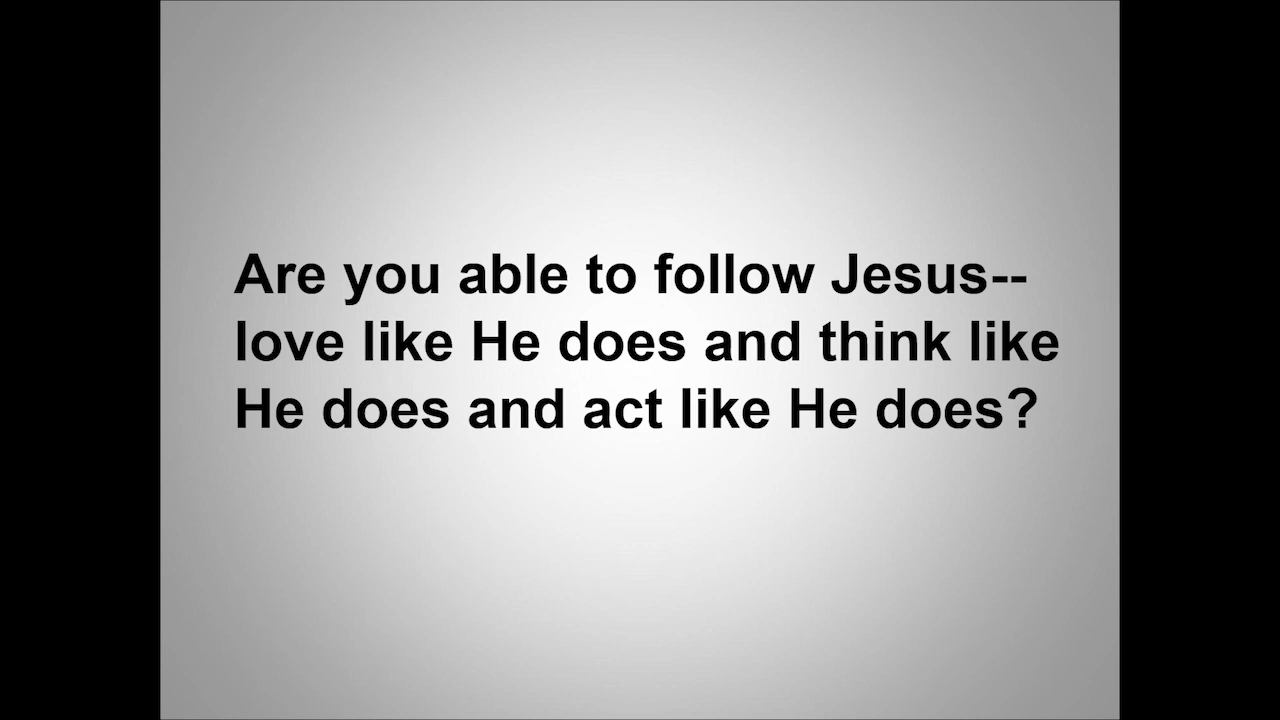 Are you able to follow Jesus--
love like He does and think like
He does and act like He does?